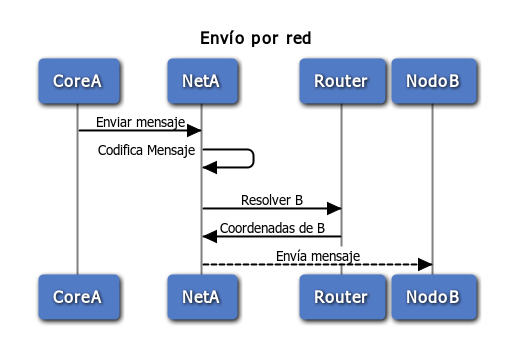 Envío por red
CoreA NetA Router NodoB
Enviar mensaje
Codifica Mensaje
Resolver B
Coordenadas de B
Envía mensaje
CoreA NetA Router NodoB